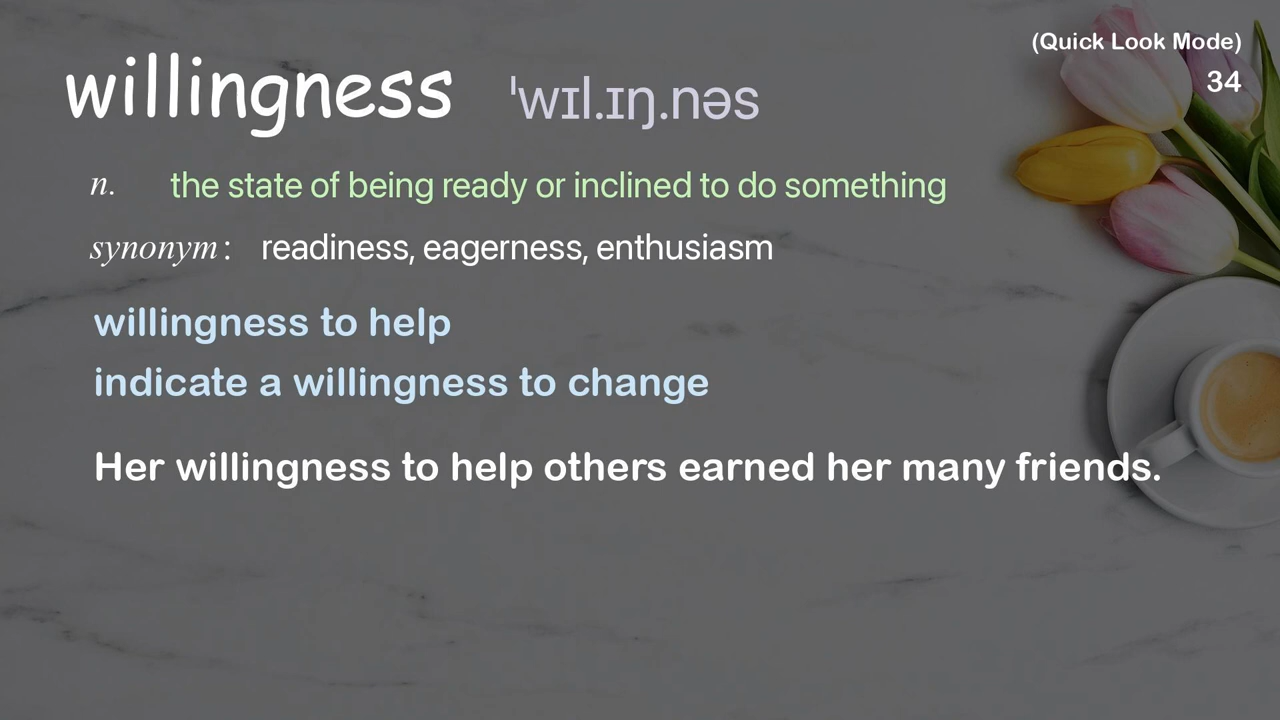 (Quick Look Mode)
34
willingness ˈwɪl.ɪŋ.nəs
n. the state of being ready or inclined to do something
synonym: readiness, eagerness, enthusiasm
willingness to help
indicate a willingness to change
Her willingness to help others earned her many friends.